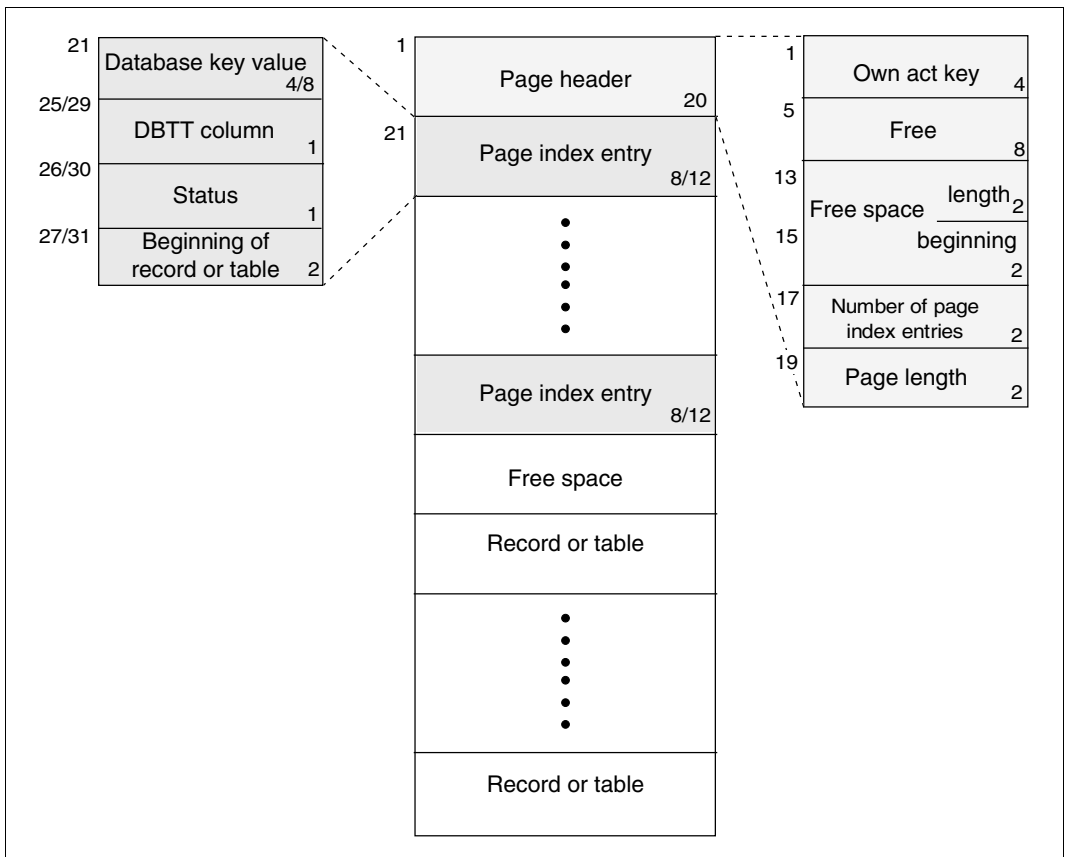 21
Database key value
4/8
25/29
DBTT column
1
26/30
Status
1
27/31
Beginning of
record or table 2
1
Page header
20
21
Page index entry
8/12
Page index entry
8/12
Free space
Record or table
Record or table
1
Own act key
4
5
Free
8
13
Free space length 2
15
beginning
2
17
Number of page
index entries 2
19
Page length
2